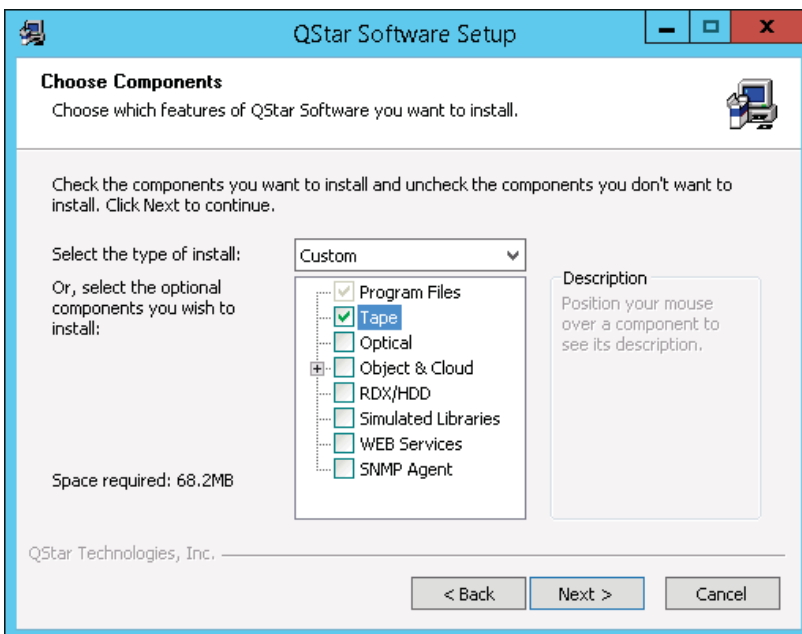 QStar Software Setup
Choose Components
Choose which features of QStar Software you want to install.
Check the components you want to install and uncheck the components you don't want to
install. Click Next to continue.
Select the type of install:
Custom
Or, select the optional
components you wish to
install:
Program Files
Tape
Optical
Object & Cloud
RDX/HDD
Simulated Libraries
WEB Services
SNMP Agent
Description
Position your mouse
over a component to
see its description.
Space required: 68.2MB
QStar Technologies, Inc.
< Back
Next >
Cancel